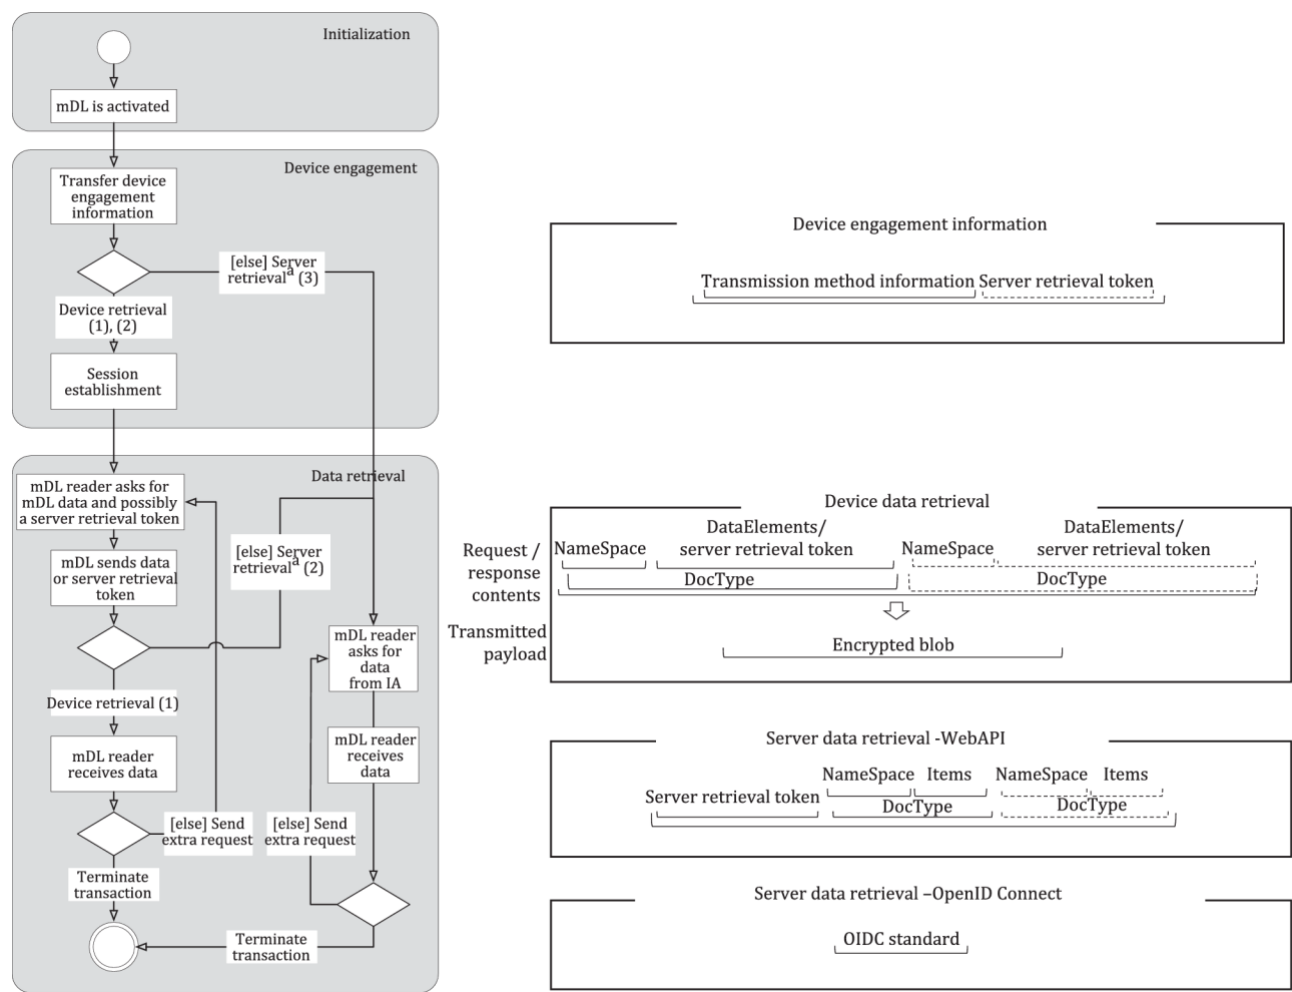 Initialization
mDL is activated
Device engagement
Transfer device
engagement
information
[else] Server
retrievalª (3)
Device retrieval
(1), (2)
Session
establishment
Data retrieval
mDL reader asks for
mDL data and possibly
a server retrieval token
mDL sends data
or server retrieval
token
[else] Server
retrievalª (2)
mDL reader
asks for
data
from IA
Device retrieval (1)
mDL reader
receives data
mDL reader
receives
data
[else] Send
extra request
[else] Send
extra request
Terminate
transaction
Terminate
transaction
Device engagement information
Transmission method information Server retrieval token
Device data retrieval
Request /
response
contents
NameSpace
DataElements/
server retrieval token
NameSpace
DataElements/
server retrieval token
DocType
DocType
Transmitted
payload
Encrypted blob
Server data retrieval -WebAPI
NameSpace Items NameSpace Items
Server retrieval token DocType DocType
Server data retrieval –OpenID Connect
OIDC standard